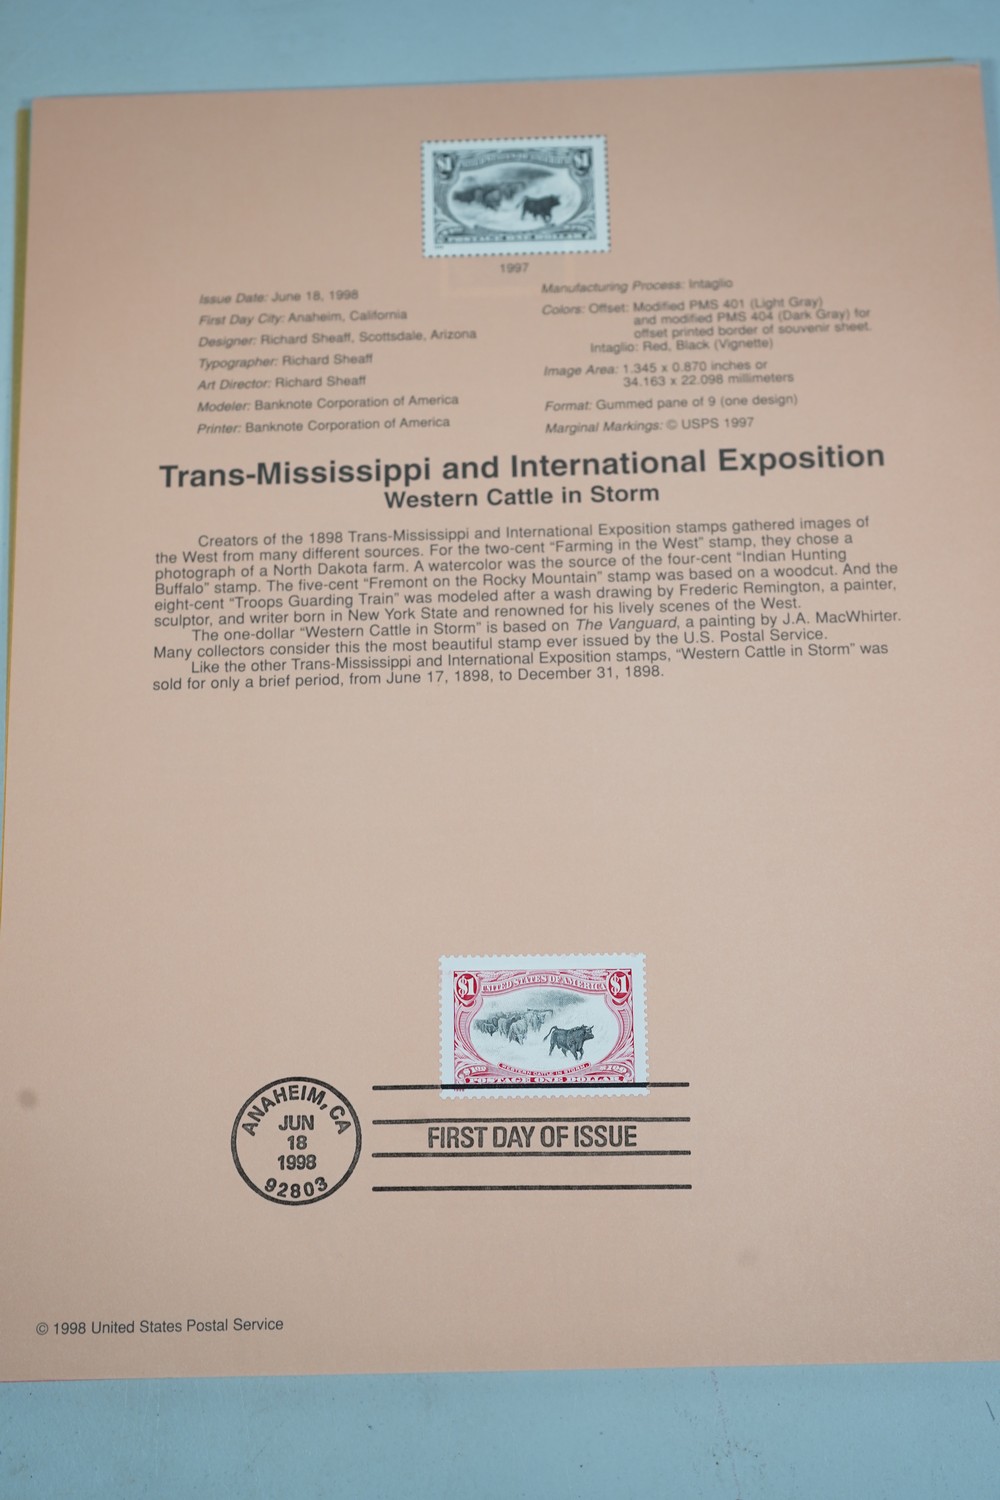 $1 $1
POSTAGE ONE DOLLAR
1997
Issue Date: June 18, 1998
First Day City: Anaheim, California
Designer: Richard Sheaff, Scottsdale, Arizona
Typographer: Richard Sheaff
Art Director: Richard Sheaff
Modeler: Banknote Corporation of America
Printer: Banknote Corporation of America
Manufacturing Process: Intaglio
Colors: Offset: Modified PMS 401 (Light Gray)
and modified PMS 404 (Dark Gray) for
offset printed border of souvenir sheet.
Intaglio: Red, Black (Vignette)
Image Area: 1.345 x 0.870 inches or
34.163 x 22.098 millimeters
Format: Gummed pane of 9 (one design)
Marginal Markings: © USPS 1997
Trans-Mississippi and International Exposition
Western Cattle in Storm
Creators of the 1898 Trans-Mississippi and International Exposition stamps gathered images of
the West from many different sources. For the two-cent “Farming in the West” stamp, they chose a
photograph of a North Dakota farm. A watercolor was the source of the four-cent “Indian Hunting
Buffalo” stamp. The five-cent “Fremont on the Rocky Mountain” stamp was based on a woodcut. And the
eight-cent “Troops Guarding Train” was modeled after a wash drawing by Frederic Remington, a painter,
sculptor, and writer born in New York State and renowned for his lively scenes of the West.
The one-dollar “Western Cattle in Storm” is based on The Vanguard, a painting by J.A. MacWhirter.
Many collectors consider this the most beautiful stamp ever issued by the U.S. Postal Service.
Like the other Trans-Mississippi and International Exposition stamps, “Western Cattle in Storm” was
sold for only a brief period, from June 17, 1898, to December 31, 1898.
$1 UNITED STATES OF AMERICA $1
WESTERN CATTLE IN STORM
POSTAGE ONE DOLLAR
ANAHEIM, CA
JUN
18
1998
92803
FIRST DAY OF ISSUE
© 1998 United States Postal Service